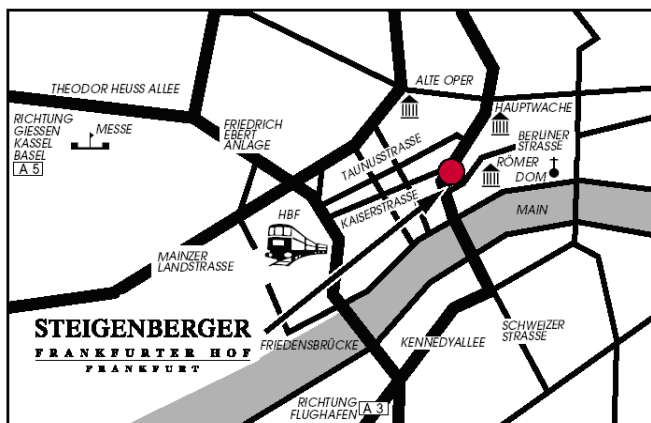 ALTE OPER
THEODOR HEUSS ALLEE
HAUPTWACHE
RICHTUNG
GIESSEN
KASSEL
BASEL
A 5
MESSE
FRIEDRICH
EBERT
ANLAGE
BERLINER
STRASSE
TAUNUSSTRASSE
RÖMER
DOM
KAISERSTRASSE
MAIN
HBF
MAINZER
LANDSTRASSE
STEIGENBERGER
FRANKFURTER HOF
FRANKFURT
FRIEDENSBRÜCKE
KENNEDYALLEE
SCHWEIZER
STRASSE
RICHTUNG
FLUGHAFEN
A 3